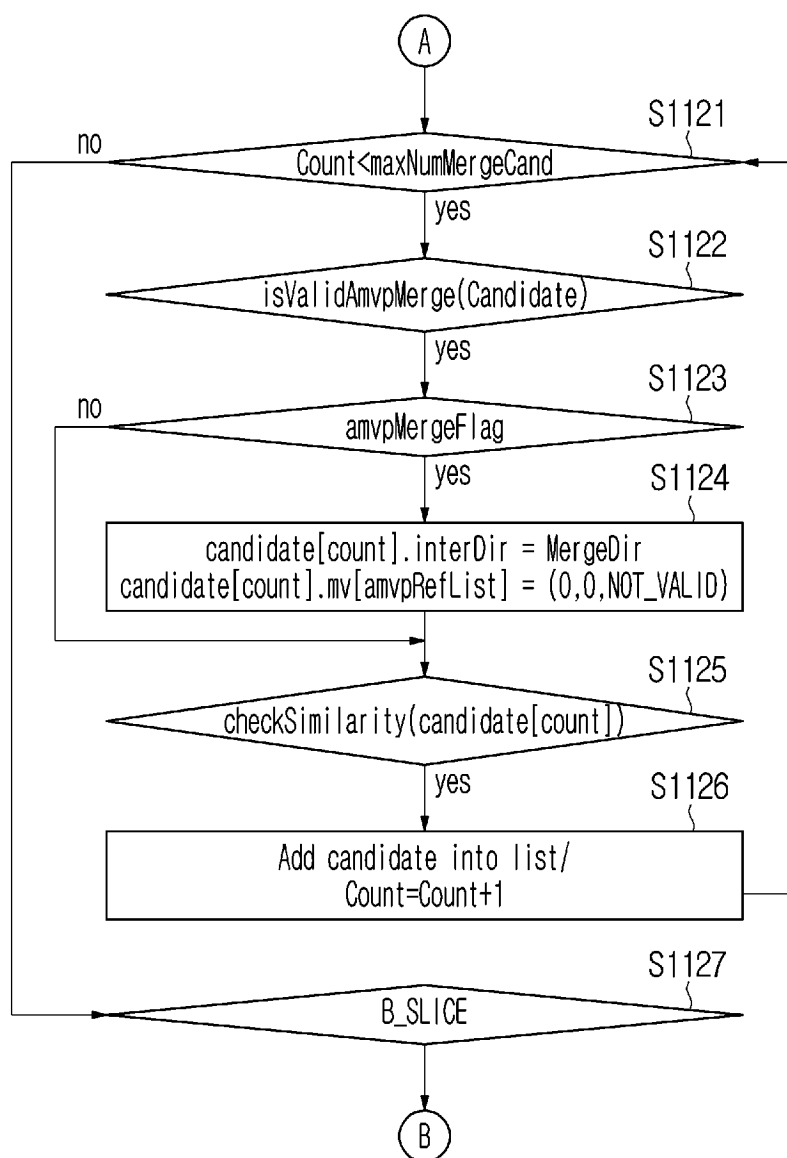 A
S1121
no
Count<maxNumMergeCand
yes
S1122
isValidAmvpMerge(Candidate)
yes
S1123
no
amvpMergeFlag
yes
S1124
candidate[count].interDir = MergeDir
candidate[count].mv[amvpRefList] = (0,0,NOT_VALID)
S1125
checkSimilarity(candidate[count])
yes
S1126
Add candidate into list/
Count=Count+1
S1127
B_SLICE
B